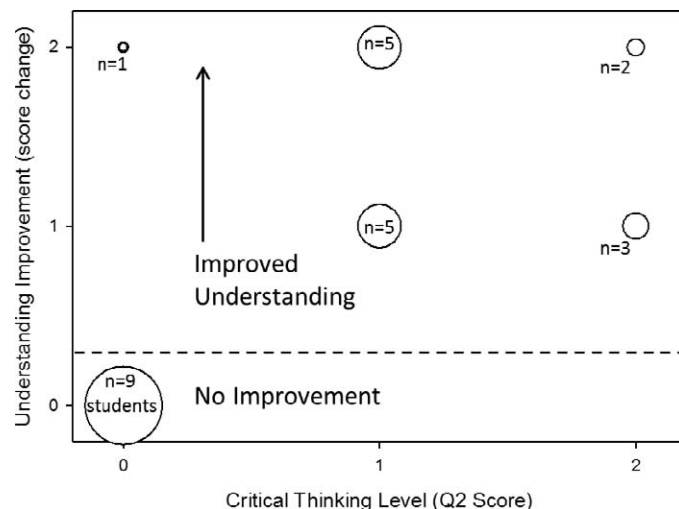 Understanding Improvement (score change)
2
1
0
n=1
n=5
n=2
n=5
n=3
Improved
Understanding
n=9
students
No Improvement
0
1
2
Critical Thinking Level (Q2 Score)